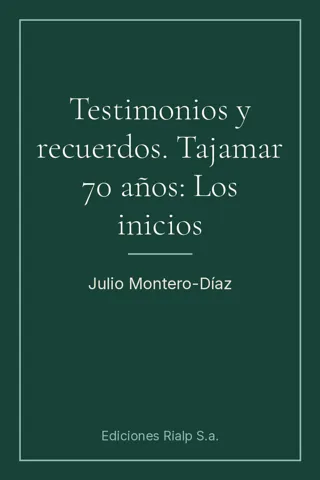 Testimonios y
recuerdos. Tajamar
70 años: Los
inicios
Julio Montero-Díaz
Ediciones Rialp S.a.